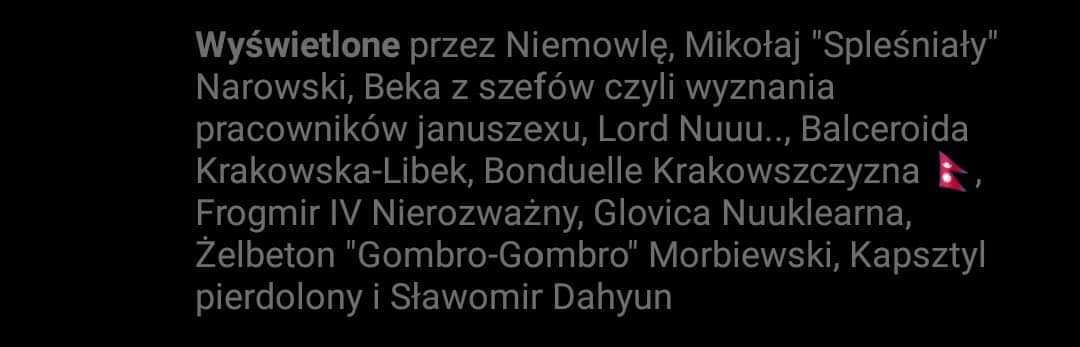 Wyświetlone przez Niemowlę, Mikołaj "Spleśniały"
Narowski, Beka z szefów czyli wyznania
pracowników januszexu, Lord Nuuu.., Balceroida
Krakowska-Libek, Bonduelle Krakowszczyzna 🇳🇵,
Frogmir IV Nierozważny, Glovica Nuuklearna,
Żelbeton "Gombro-Gombro" Morbiewski, Kapsztyl
pierdolony i Sławomir Dahyun